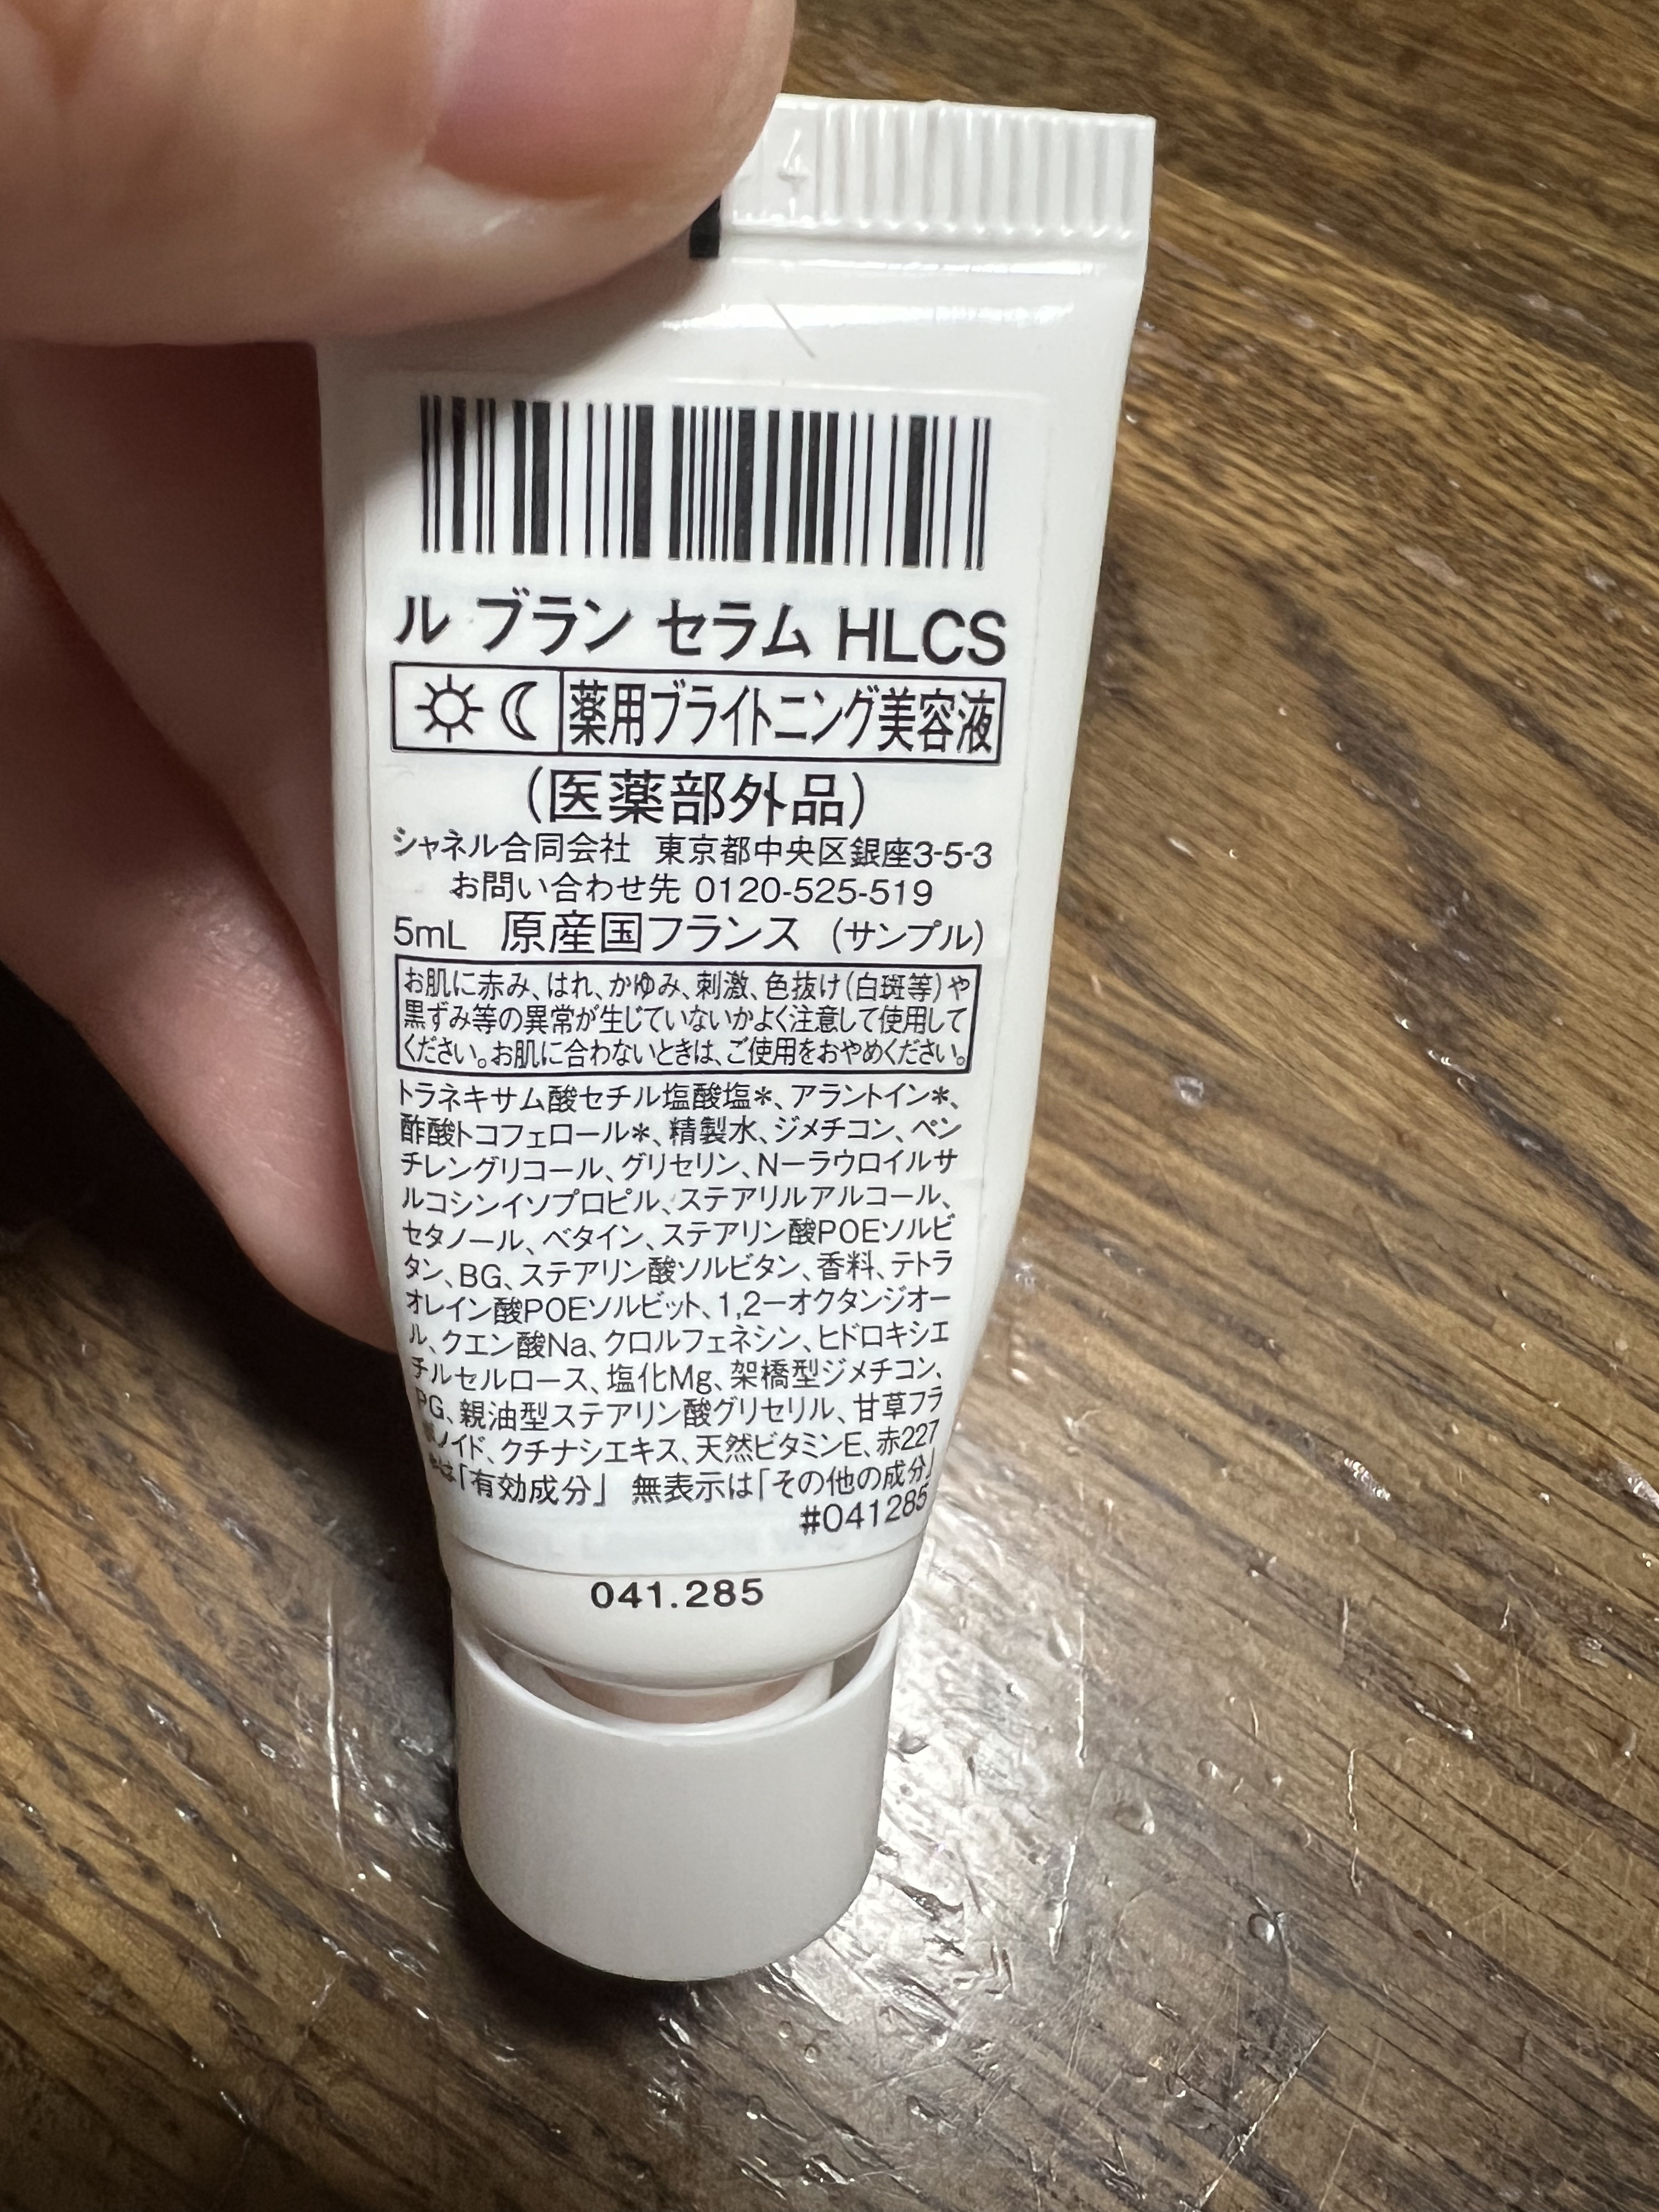 4
ル ブラン セラム HLCS
薬用ブライトニング美容液
(医薬部外品)
シャネル合同会社 東京都中央区銀座3-5-3
お問い合わせ先 0120-525-519
5mL 原産国フランス (サンプル)
お肌に赤み、はれ、かゆみ、刺激、色抜け(白斑等)や
黒ずみ等の異常が生じていないかよく注意して使用して
ください。お肌に合わないときは、ご使用をおやめください。
トラネキサム酸セチル塩酸塩*、アラントイン*、
酢酸トコフェロール*、精製水、ジメチコン、ペン
チレングリコール、グリセリン、N－ラウロイルサ
ルコシンイソプロピル、ステアリルアルコール、
セタノール、ベタイン、ステアリン酸POEソルビ
タン、BG、ステアリン酸ソルビタン、香料、テトラ
オレイン酸POEソルビット、1,2－オクタンジオー
ル、クエン酸Na、クロルフェネシン、ヒドロキシエ
チルセルロース、塩化Mg、架橋型ジメチコン、
PG、親油型ステアリン酸グリセリル、甘草フラ
ボノイド、クチナシエキス、天然ビタミンE、赤227
*は「有効成分」 無表示は「その他の成分」
#041285
041.285